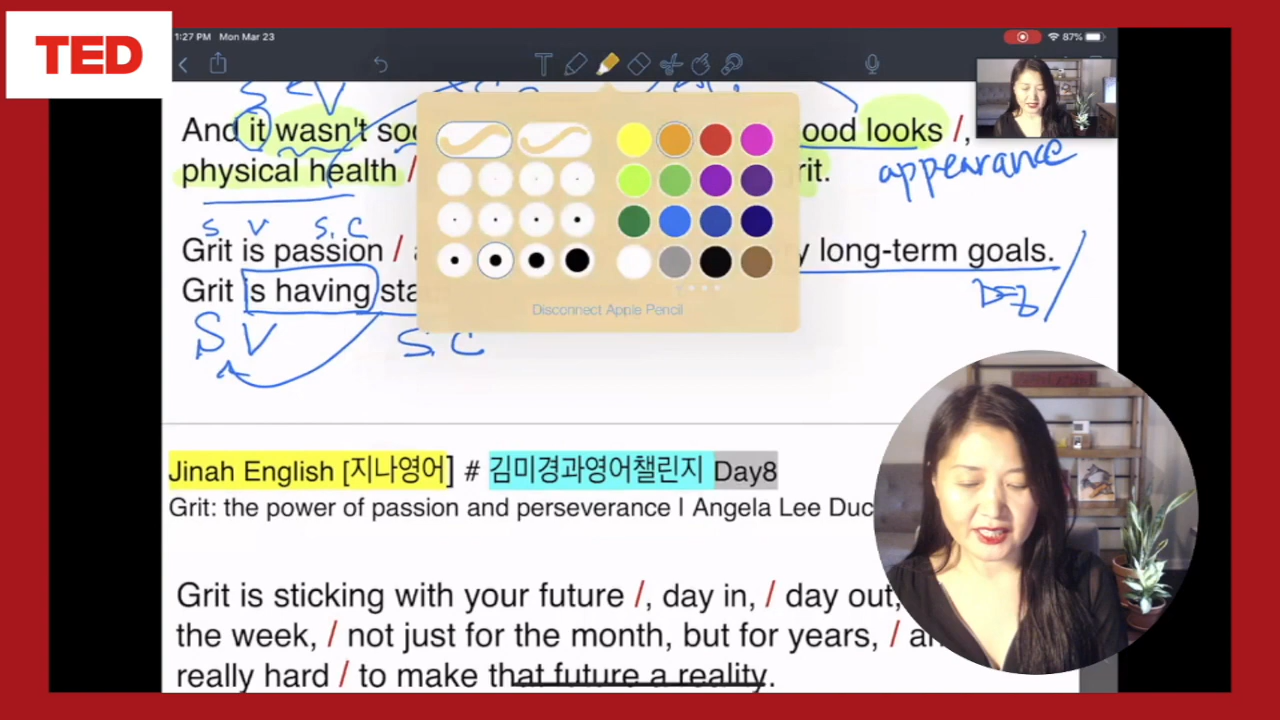 TED
1:27 PM Mon Mar 23
87%
S V
And it wasn't soc ood looks /,
physical health / rit.
appearance
S V S, C
Grit is passion / y long-term goals.
Grit is having sta
S V S, C
Disconnect Apple Pencil
Jinah English [지나영어] # 김미경과영어챌린지 Day8
Grit: the power of passion and perseverance | Angela Lee Duc
Grit is sticking with your future /, day in, / day out,
the week, / not just for the month, but for years, / an
really hard / to make that future a reality.